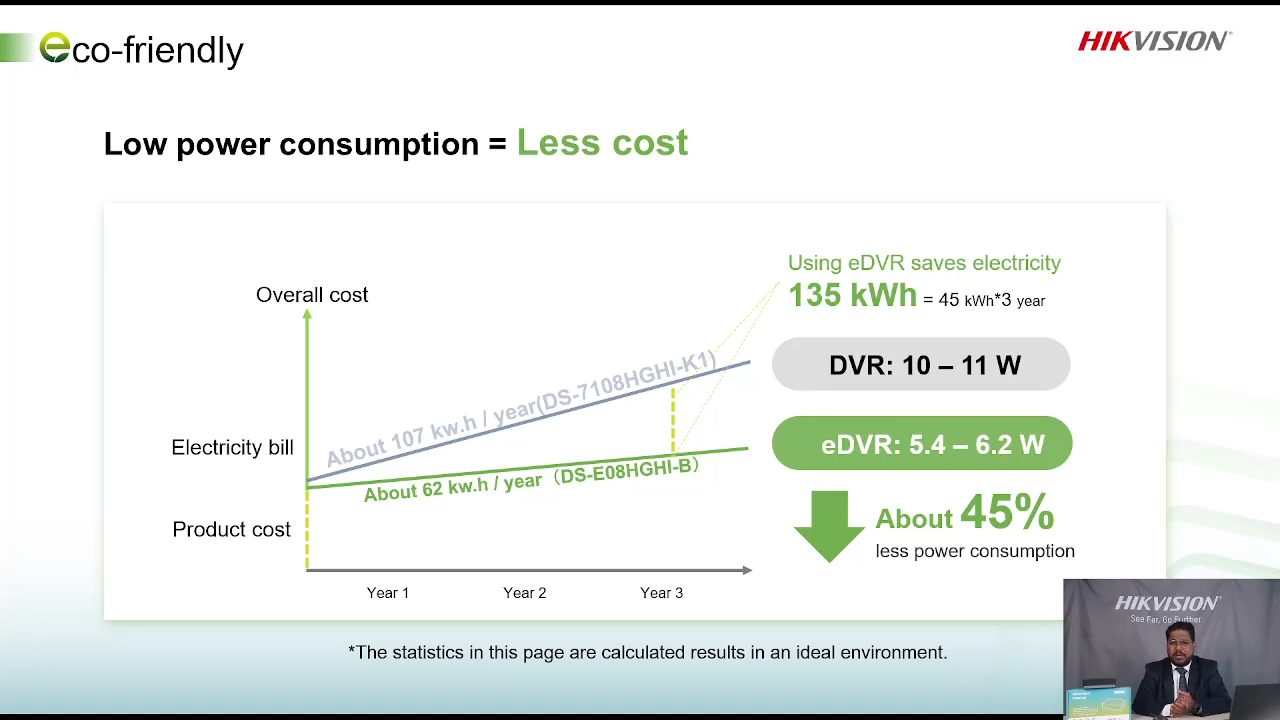 eco-friendly
HIKVISION
Low power consumption = Less cost
Using eDVR saves electricity
135 kWh = 45 kWh*3 year
Overall cost
DVR: 10 – 11 W
About 107 kw.h / year(DS-7108HGHI-K1)
eDVR: 5.4 – 6.2 W
Electricity bill
About 62 kw.h / year（DS-E08HGHI-B）
About 45%
less power consumption
Product cost
Year 1 Year 2 Year 3
*The statistics in this page are calculated results in an ideal environment.
HIKVISION
See Far, Go Further
HIKVISION